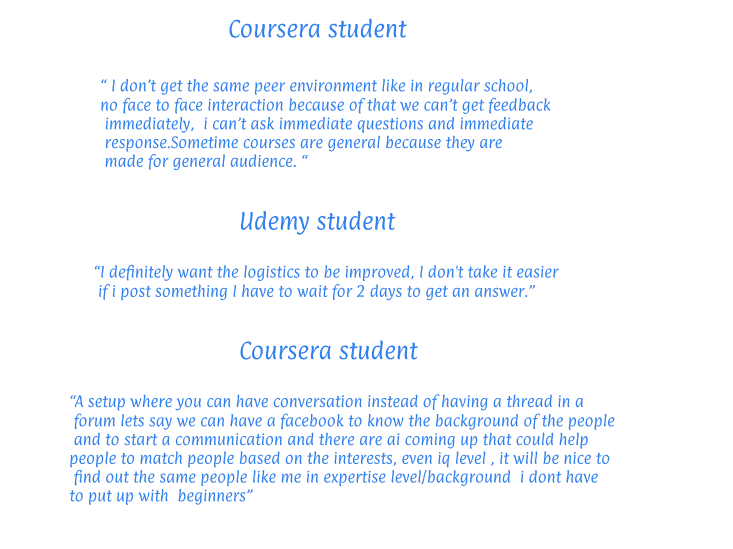 Coursera student
“ I don’t get the same peer environment like in regular school,
no face to face interaction because of that we can’t get feedback
immediately,  i can’t ask immediate questions and immediate
response.Sometime courses are general because they are
made for general audience. “
Udemy student
“I definitely want the logistics to be improved, I don't take it easier
if i post something I have to wait for 2 days to get an answer.”
Coursera student
“A setup where you can have conversation instead of having a thread in a
forum lets say we can have a facebook to know the background of the people
and to start a communication and there are ai coming up that could help
people to match people based on the interests, even iq level , it will be nice to
find out the same people like me in expertise level/background  i dont have
to put up with  beginners”